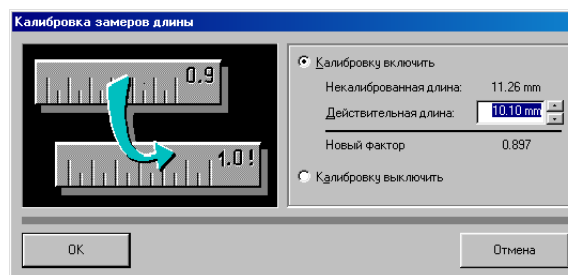 Калибровка замеров длины
0.9
1.0!
Калибровку включить
Некалиброванная длина: 11.26 mm
Действительная длина: 10.10 mm
Новый фактор 0.897
Калибровку выключить
OK Отмена